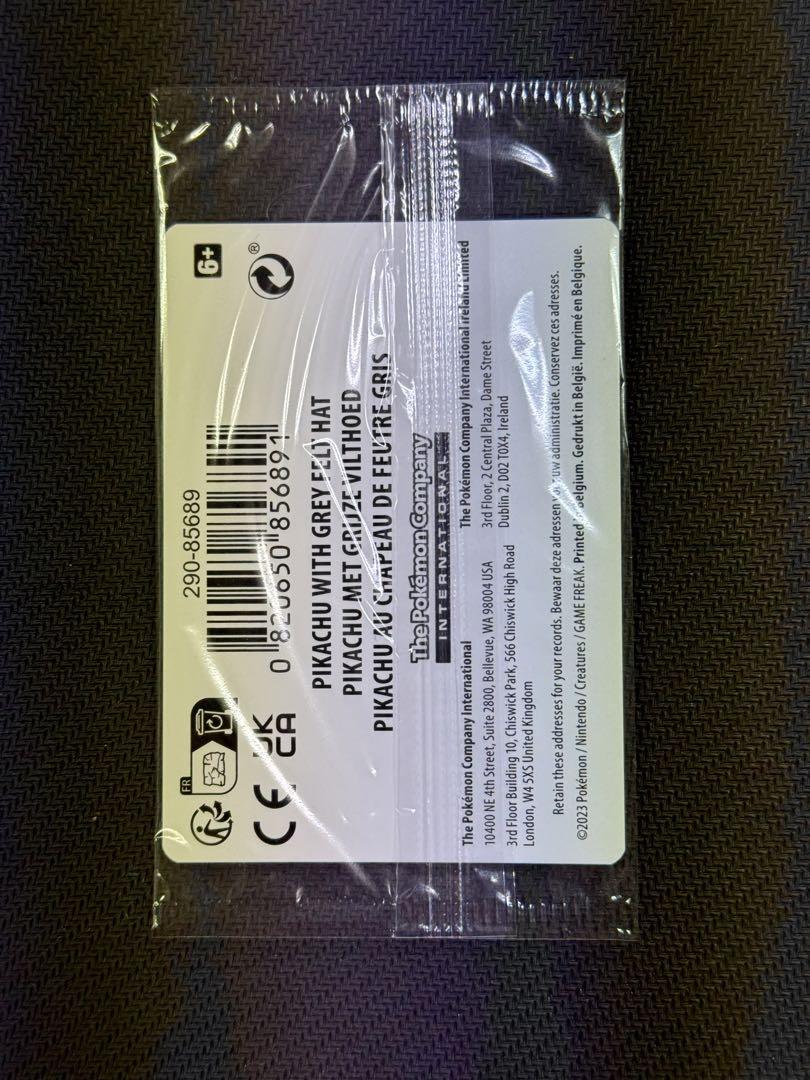 6+
®
FR
CE
UK
CA
290-85689
0 820650 856891
PIKACHU WITH GREY FELT HAT
PIKACHU MET GRIJZE VILTHOED
PIKACHU AU CHAPEAU DE FEUTRE GRIS
The Pokémon Company
INTERNATIONAL
The Pokémon Company International
10400 NE 4th Street, Suite 2800, Bellevue, WA 98004 USA
3rd Floor Building 10, Chiswick Park, 566 Chiswick High Road
London, W4 5XS United Kingdom
The Pokémon Company International Ireland Limited
3rd Floor, 2 Central Plaza, Dame Street
Dublin 2, D02 T0X4, Ireland
Retain these addresses for your records. Bewaar deze adressen voor uw administratie. Conservez ces adresses.
©2023 Pokémon / Nintendo / Creatures / GAME FREAK. Printed in Belgium. Gedrukt in België. Imprimé en Belgique.